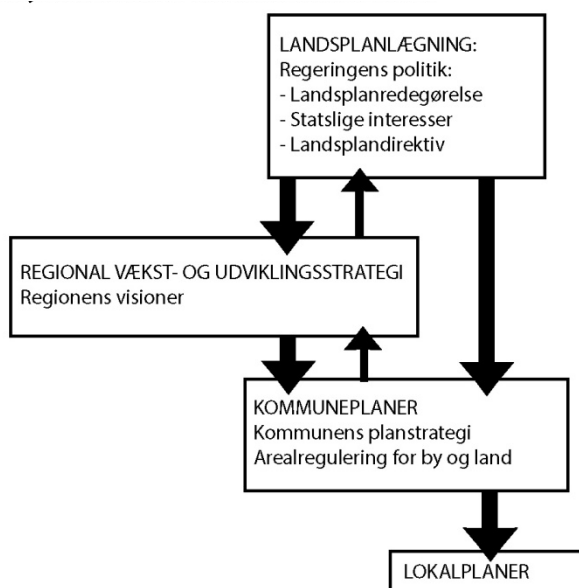 LANDSPLANLÆGNING:
Regeringens politik:
- Landsplanredegørelse
- Statslige interesser
- Landsplandirektiv
REGIONAL VÆKST- OG UDVIKLINGSSTRATEGI
Regionens visioner
KOMMUNEPLANER
Kommunens planstrategi
Arealregulering for by og land
LOKALPLANER